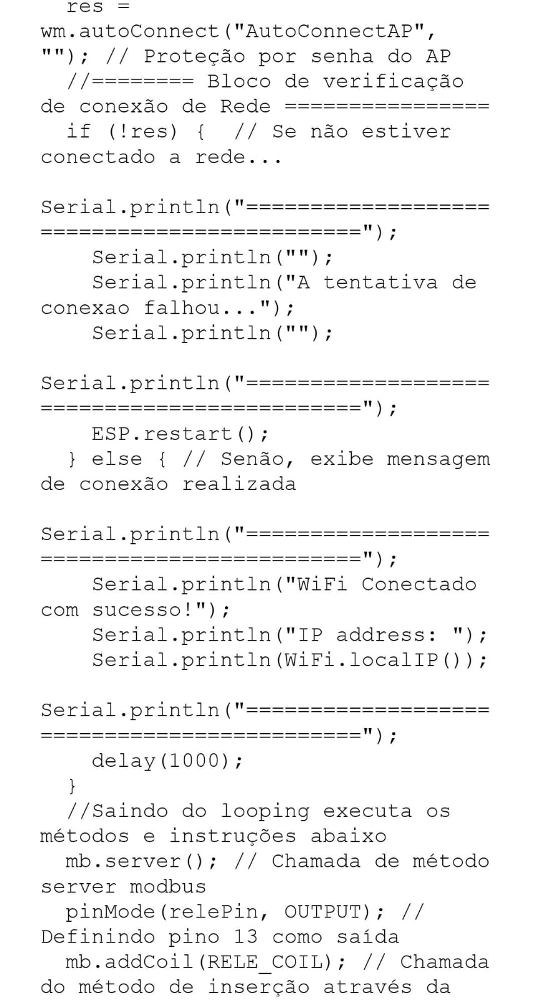 res =
wm.autoConnect("AutoConnectAP",
""); // Proteção por senha do AP
//======== Bloco de verificação
de conexão de Rede ================
if (!res) {  // Se não estiver
conectado a rede...
Serial.println("===================
=========================");
Serial.println("");
Serial.println("A tentativa de
conexao falhou...");
Serial.println("");
Serial.println("===================
=========================");
ESP.restart();
} else { // Senão, exibe mensagem
de conexão realizada
Serial.println("===================
=========================");
Serial.println("WiFi Conectado
com sucesso!");
Serial.println("IP address: ");
Serial.println(WiFi.localIP());
Serial.println("===================
=========================");
delay(1000);
}
//Saindo do looping executa os
métodos e instruções abaixo
mb.server(); // Chamada de método
server modbus
pinMode(relePin, OUTPUT); //
Definindo pino 13 como saída
mb.addCoil(RELE_COIL); // Chamada
do método de inserção através da